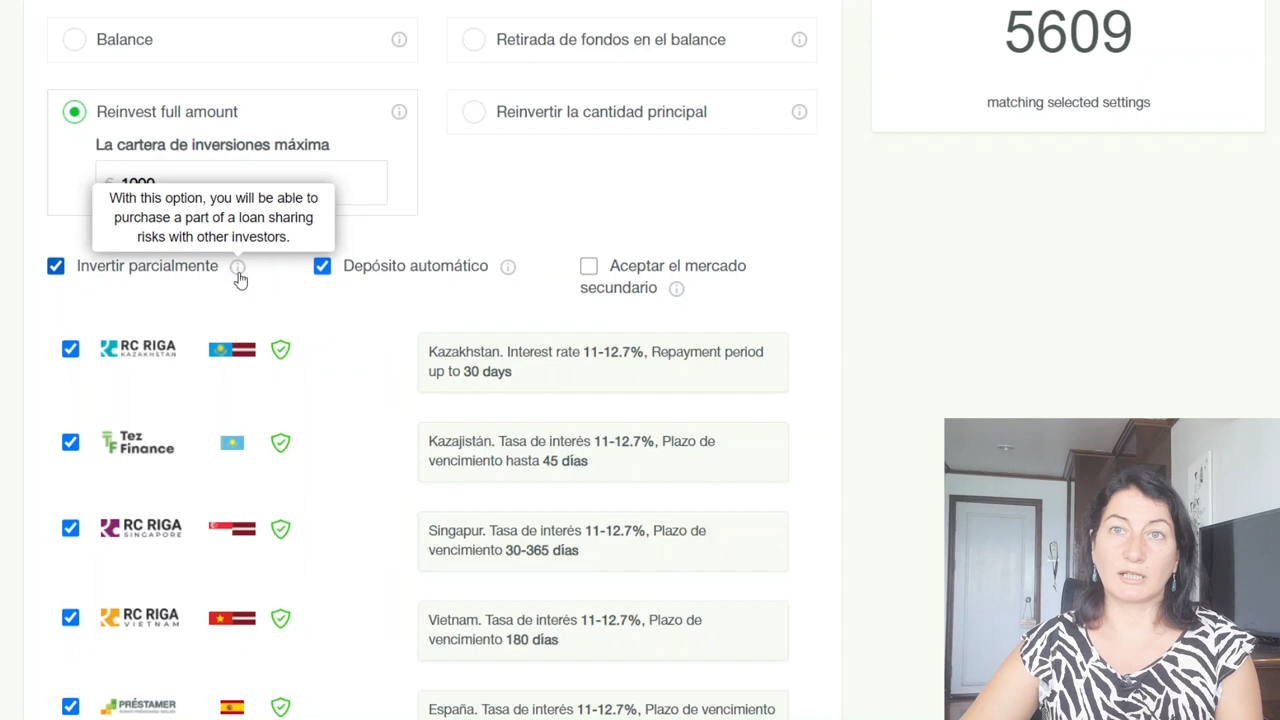 Balance
Retirada de fondos en el balance
5609
matching selected settings
Reinvest full amount
Reinvertir la cantidad principal
La cartera de inversiones máxima
€ 1000
With this option, you will be able to
purchase a part of a loan sharing
risks with other investors.
Invertir parcialmente
Depósito automático
Aceptar el mercado
secundario
RC RIGA
KAZAKHSTAN
Kazakhstan. Interest rate 11-12.7%, Repayment period
up to 30 days
Tez
Finance
Kazajistán. Tasa de interés 11-12.7%, Plazo de
vencimiento hasta 45 días
RC RIGA
SINGAPORE
Singapur. Tasa de interés 11-12.7%, Plazo de
vencimiento 30-365 días
RC RIGA
VIETNAM
Vietnam. Tasa de interés 11-12.7%, Plazo de
vencimiento 180 días
PRÉSTAMER
España. Tasa de interés 11-12.7%, Plazo de vencimiento